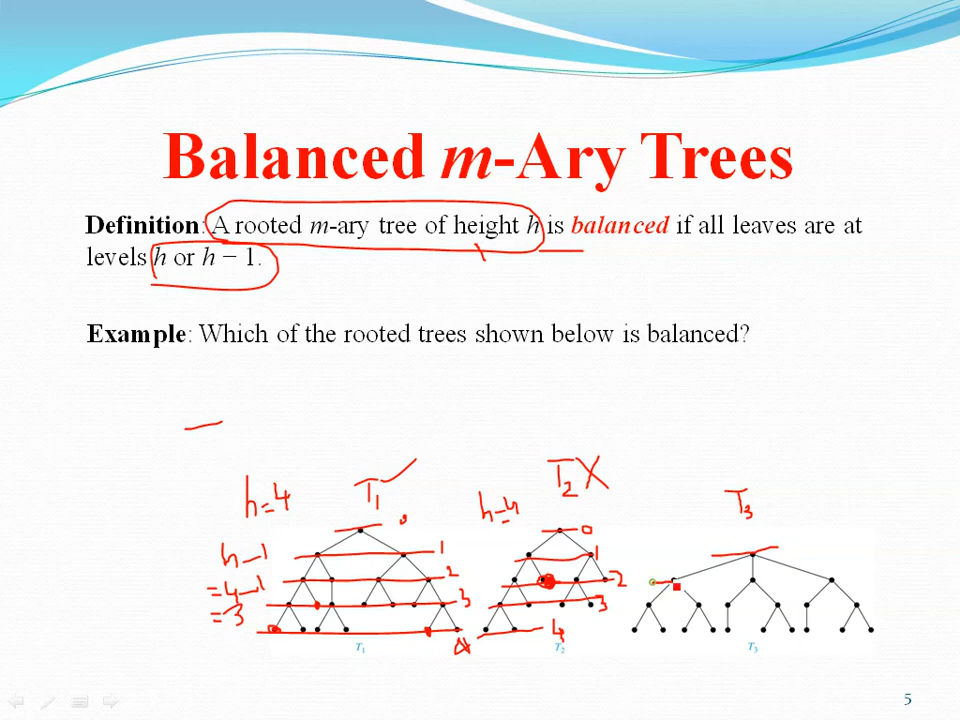 Balanced m-Ary Trees
Definition: A rooted m-ary tree of height h is balanced if all leaves are at
levels h or h − 1.
Example: Which of the rooted trees shown below is balanced?
h=4
T1
h=4
T2
T3
0
0
h-1
1
1
=4-1
2
2
=3
3
3
4
4
T1
T2
T3
5